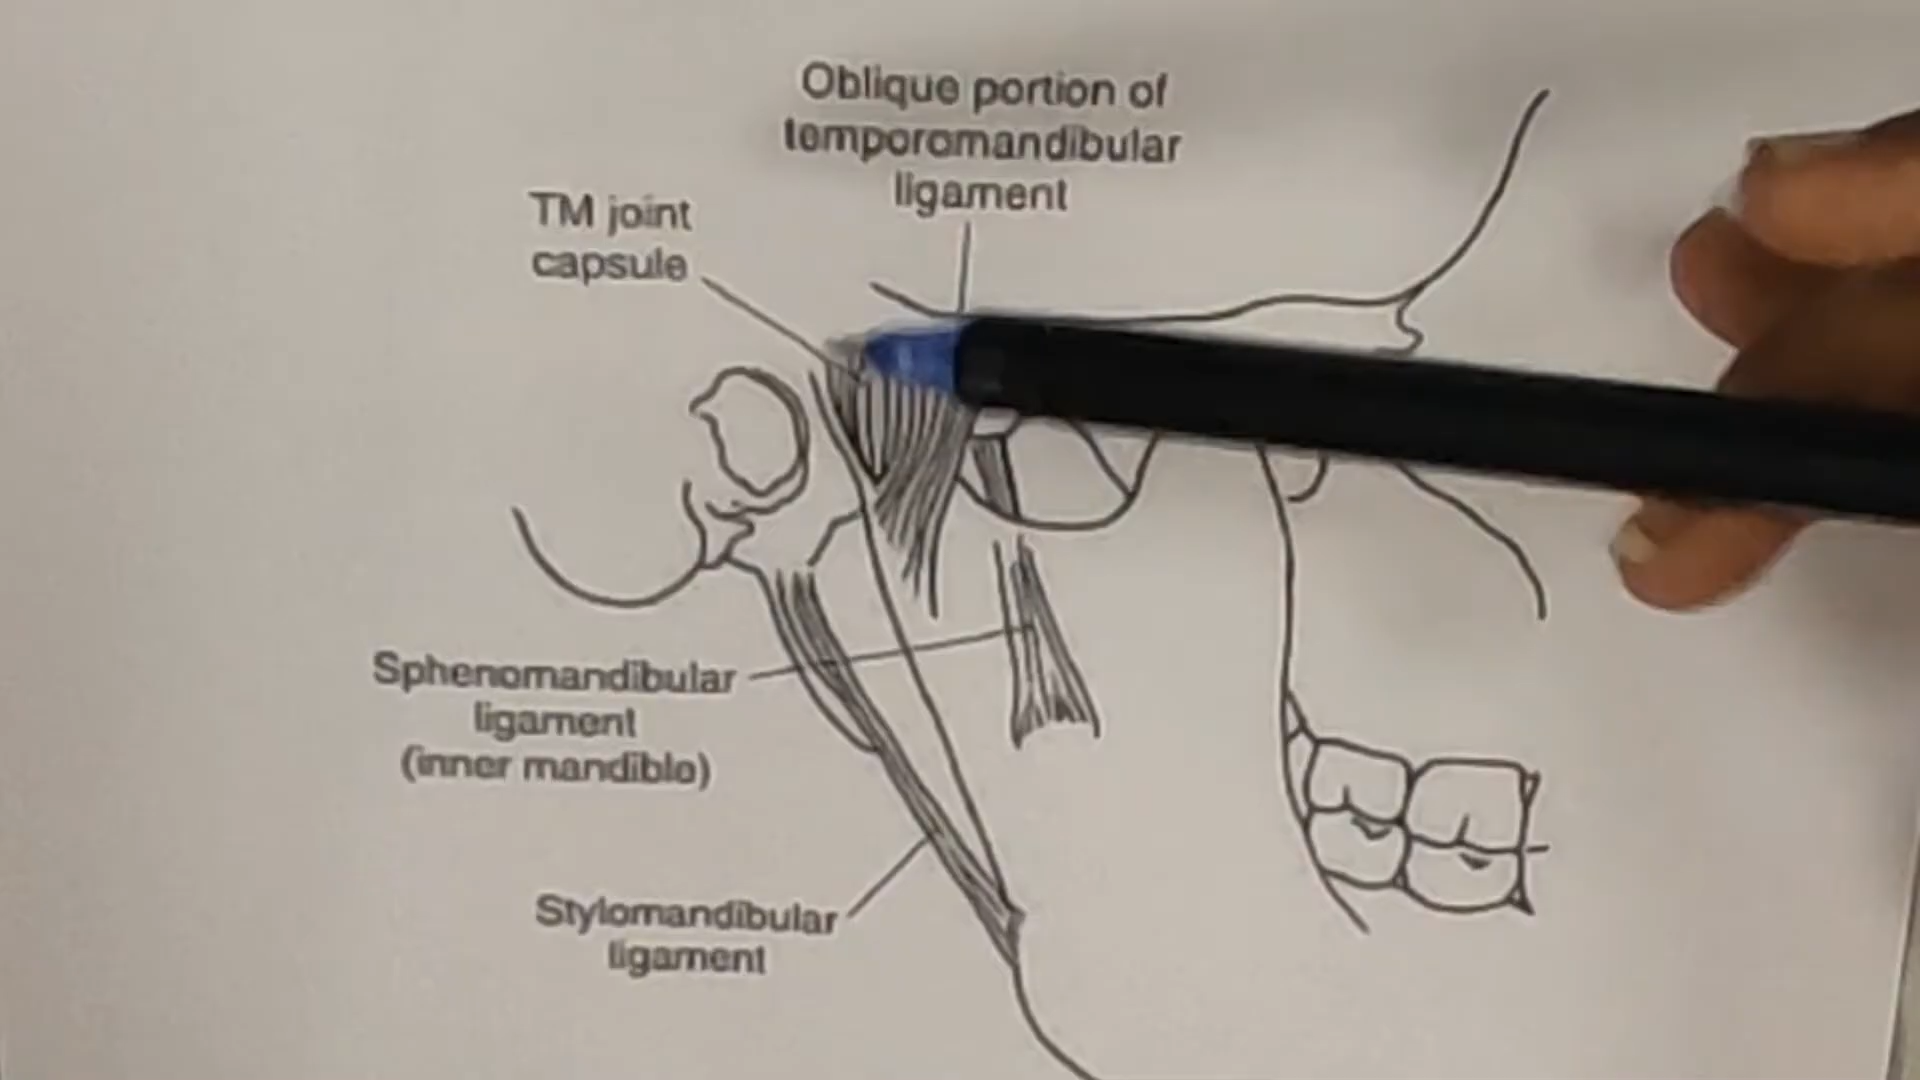 Oblique portion of
temporomandibular
ligament
TM joint
capsule
Sphenomandibular
ligament
(inner mandible)
Stylomandibular
ligament